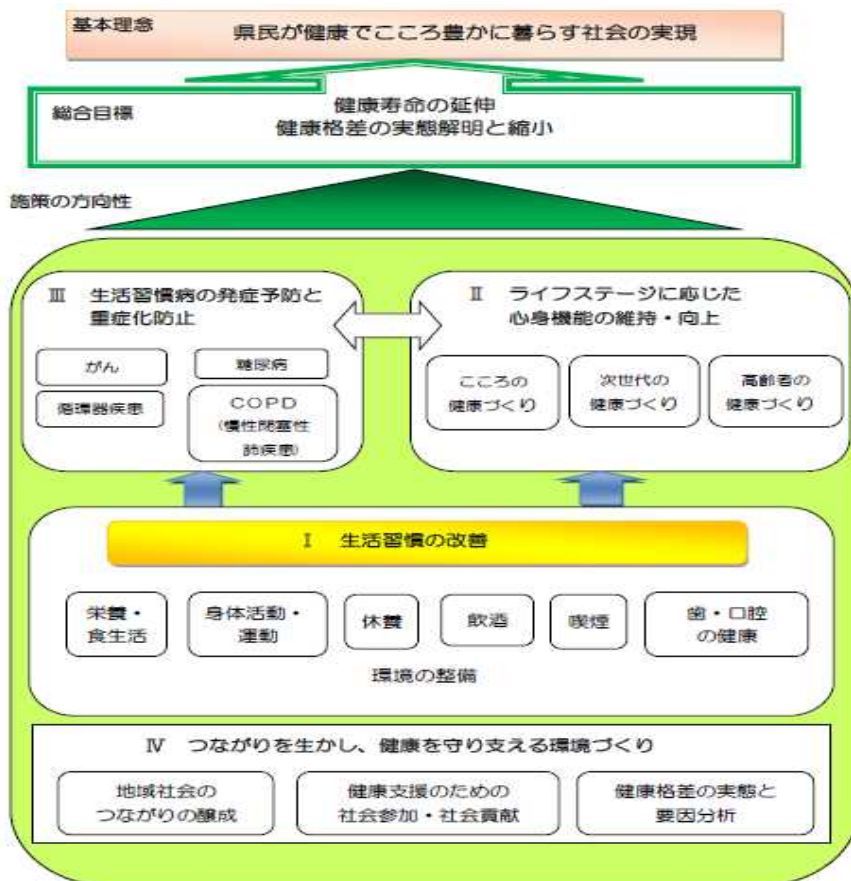 基本理念
県民が健康でこころ豊かに暮らす社会の実現
総合目標
健康寿命の延伸
健康格差の実態解明と縮小
施策の方向性
Ⅲ 生活習慣病の発症予防と
重症化防止
がん
糖尿病
循環器疾患
COPD
(慢性閉塞性
肺疾患)
Ⅱ ライフステージに応じた
心身機能の維持・向上
こころの
健康づくり
次世代の
健康づくり
高齢者の
健康づくり
Ⅰ 生活習慣の改善
栄養・
食生活
身体活動・
運動
休養
飲酒
喫煙
歯・口腔
の健康
環境の整備
Ⅳ つながりを生かし、健康を守り支える環境づくり
地域社会の
つながりの醸成
健康支援のための
社会参加・社会貢献
健康格差の実態と
要因分析